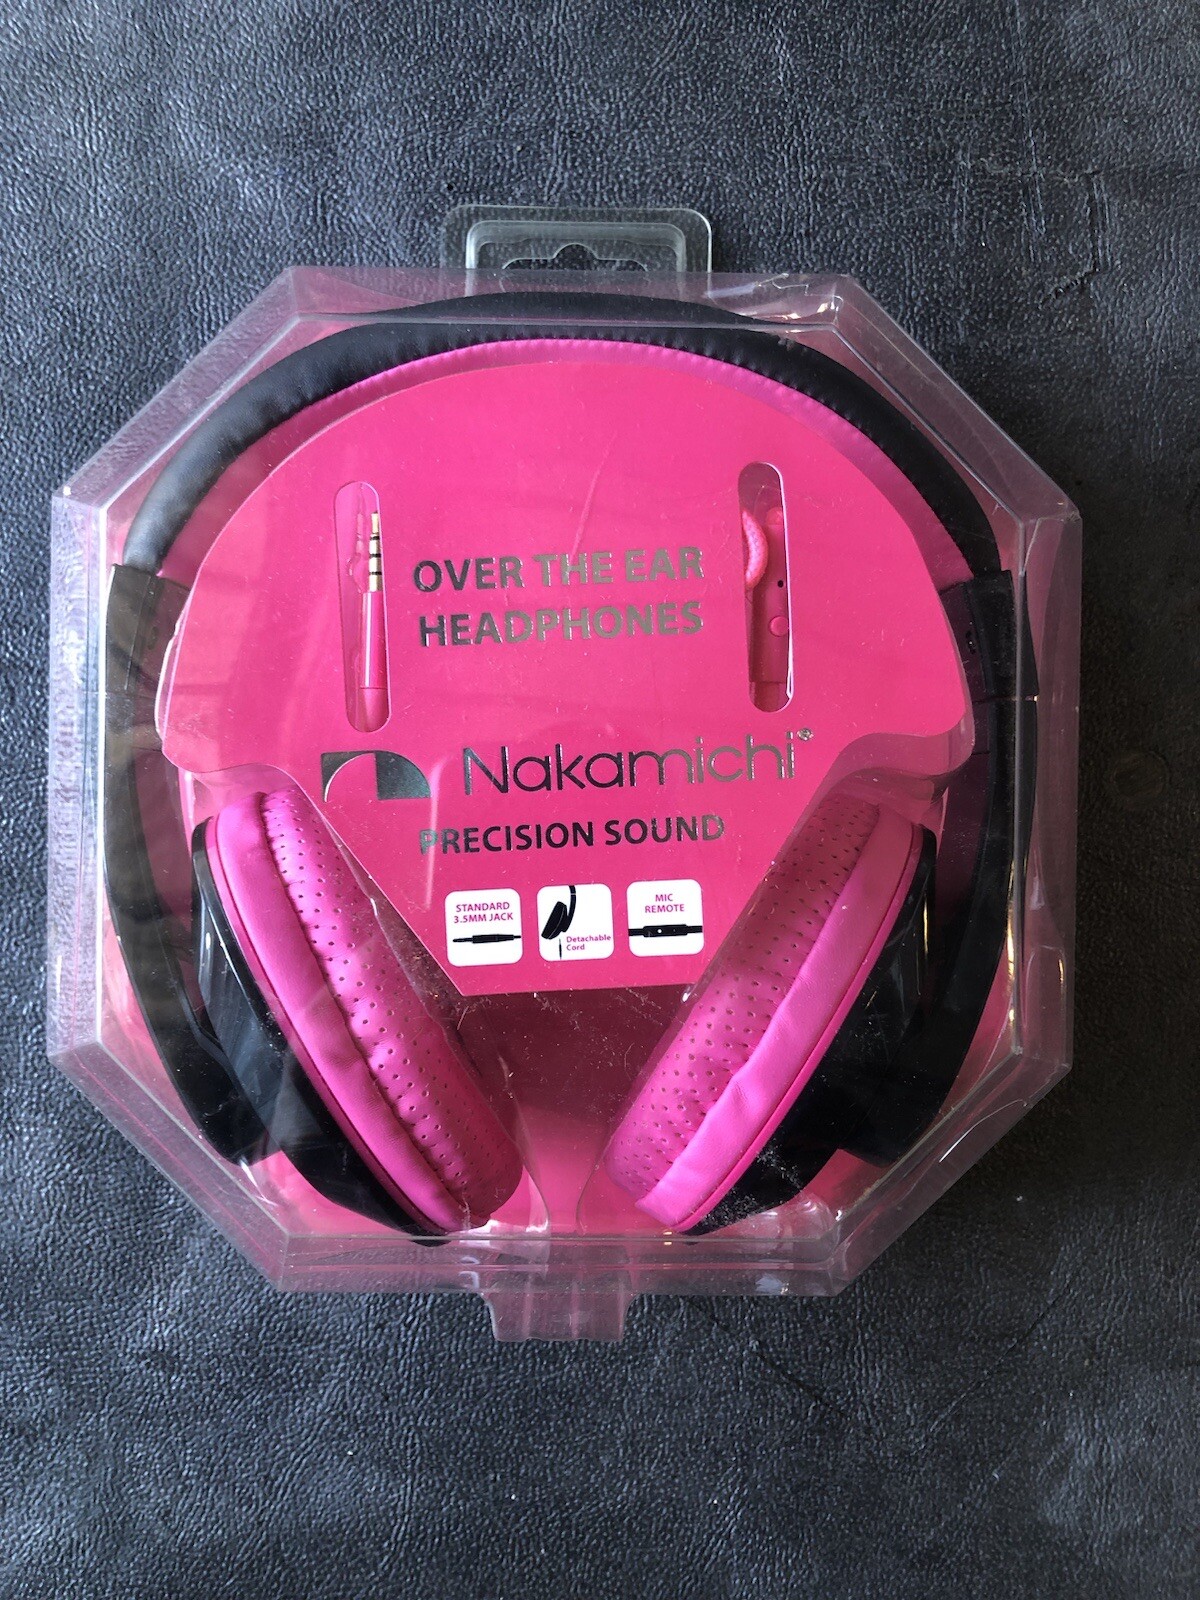 OVER THE EAR
HEADPHONES
Nakamichi®
PRECISION SOUND
STANDARD
3.5MM JACK
Detachable
Cord
MIC
REMOTE